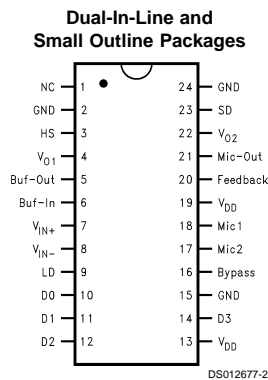 Dual-In-Line and
Small Outline Packages
NC 1 24 GND
GND 2 23 SD
HS 3 22 VO2
VO1 4 21 Mic-Out
Buf-Out 5 20 Feedback
Buf-In 6 19 VDD
VIN+ 7 18 Mic1
VIN− 8 17 Mic2
LD 9 16 Bypass
D0 10 15 GND
D1 11 14 D3
D2 12 13 VDD
DS012677-2